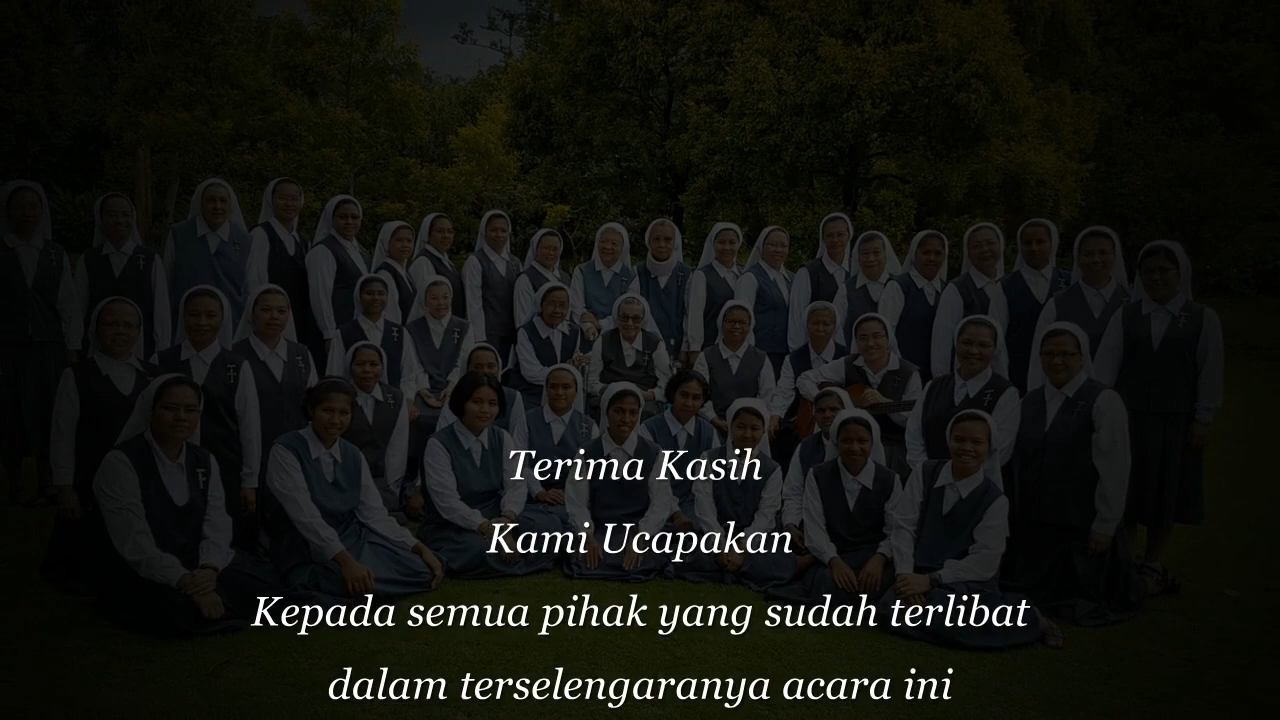 Terima Kasih
Kami Ucapakan
Kepada semua pihak yang sudah terlibat
dalam terselengaranya acara ini